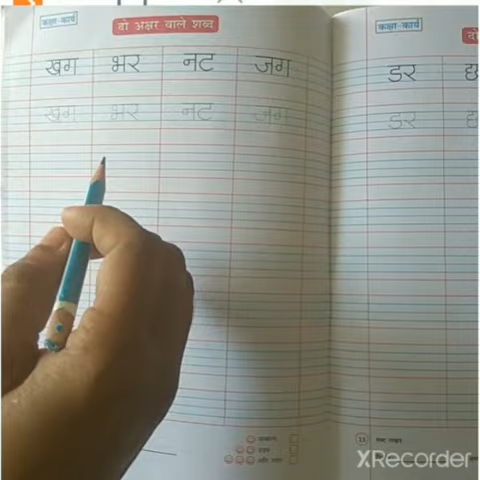 कक्षा-कार्य
दो अक्षर वाले शब्द
खग भर नट जग
खग भर नट जग
कक्षा-कार्य
डर
डर
XRecorder